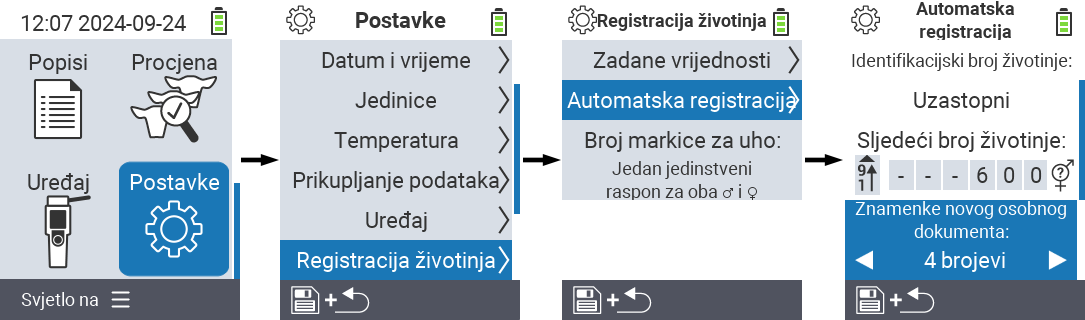 12:07 2024-09-24
Popisi
Procjena
Uređaj
Postavke
Svjetlo na
Postavke
Datum i vrijeme
Jedinice
Temperatura
Prikupljanje podataka
Uređaj
Registracija životinja
+
Registracija životinja
Zadane vrijednosti
Automatska registracija
Broj markice za uho:
Jedan jedinstveni
raspon za oba ♂ i ♀
+
Automatska
registracija
Identifikacijski broj životinje:
Uzastopni
Sljedeći broj životinje:
9
1
- - - 6 0 0
?
Znamenke novog osobnog
dokumenta:
4 brojevi
+